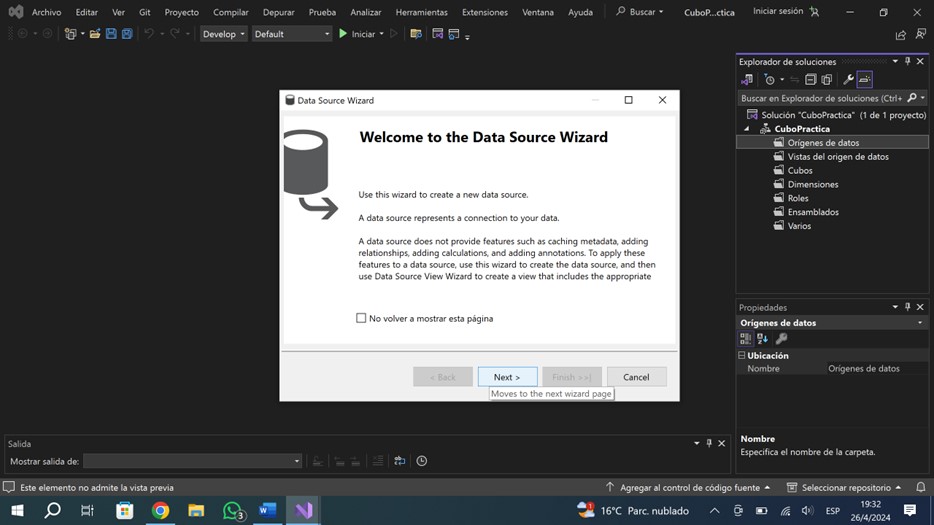 Archivo Editar Ver Git Proyecto Compilar Depurar Prueba Analizar Herramientas Extensiones Ventana Ayuda Buscar CuboP...ctica Iniciar sesión
Develop Default Iniciar
Explorador de soluciones
Buscar en Explorador de soluciones (Ctrl+
Solución "CuboPractica" (1 de 1 proyecto)
CuboPractica
Orígenes de datos
Vistas del origen de datos
Cubos
Dimensiones
Roles
Ensamblados
Varios
Data Source Wizard
Welcome to the Data Source Wizard
Use this wizard to create a new data source.
A data source represents a connection to your data.
A data source does not provide features such as caching metadata, adding
relationships, adding calculations, and adding annotations. To apply these
features to a data source, use this wizard to create the data source, and then
use Data Source View Wizard to create a view that includes the appropriate
No volver a mostrar esta página
< Back Next > Finish >>| Cancel
Moves to the next wizard page
Propiedades
Orígenes de datos
Ubicación
Nombre Orígenes de datos
Nombre
Especifica el nombre de la carpeta.
Salida
Mostrar salida de:
Este elemento no admite la vista previa Agregar al control de código fuente Seleccionar repositorio
3 16°C Parc. nublado ESP 19:32
26/4/2024